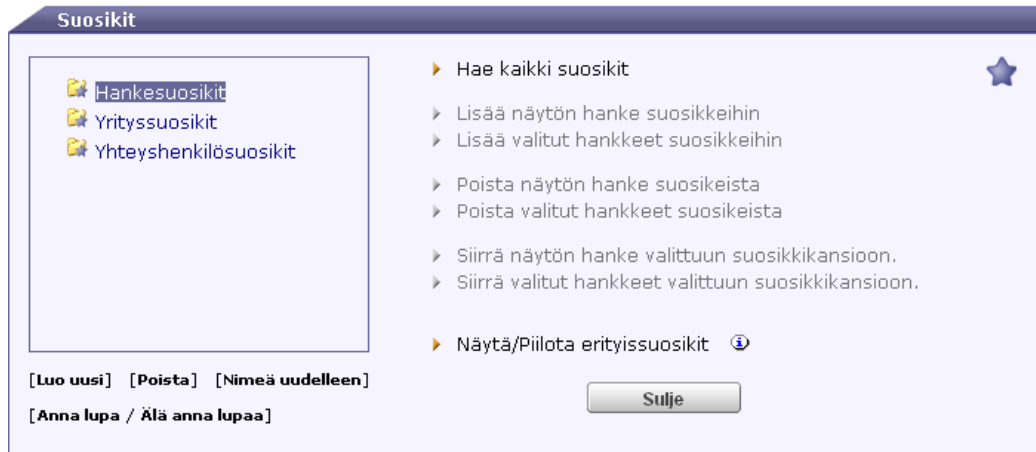 Suosikit
Hankesuosikit
Yrityssuosikit
Yhteyshenkilösuosikit
[Luo uusi] [Poista] [Nimeä uudelleen]
[Anna lupa / Älä anna lupaa]
Hae kaikki suosikit
Lisää näytön hanke suosikkeihin
Lisää valitut hankkeet suosikkeihin
Poista näytön hanke suosikeista
Poista valitut hankkeet suosikeista
Siirrä näytön hanke valittuun suosikkikansioon.
Siirrä valitut hankkeet valittuun suosikkikansioon.
Näytä/Piilota erityissuosikit
Sulje